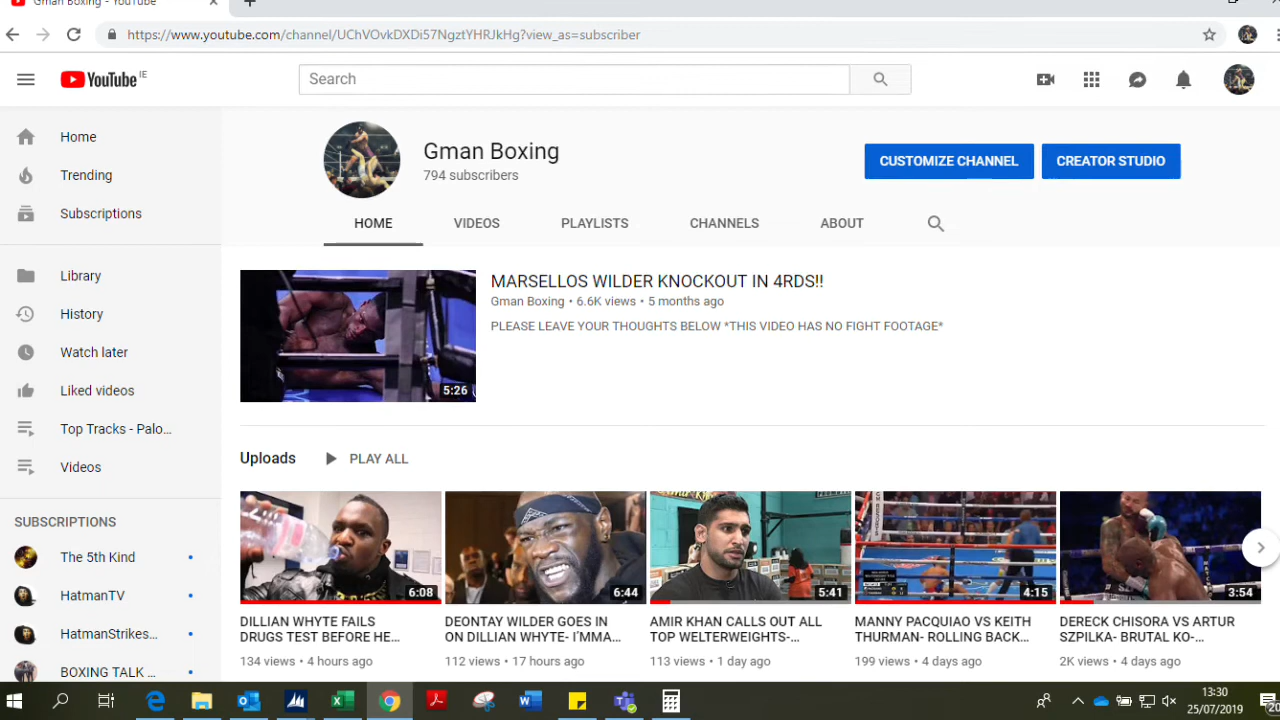 Gman Boxing - YouTube
https://www.youtube.com/channel/UChVOvkDXDi57NgztYHRJkHg?view_as=subscriber
YouTube IE
Search
Home
Trending
Subscriptions
Library
History
Watch later
Liked videos
Top Tracks - Palo...
Videos
SUBSCRIPTIONS
The 5th Kind
HatmanTV
HatmanStrikes...
BOXING TALK ...
Gman Boxing
794 subscribers
CUSTOMIZE CHANNEL
CREATOR STUDIO
HOME
VIDEOS
PLAYLISTS
CHANNELS
ABOUT
MARSELLOS WILDER KNOCKOUT IN 4RDS!!
Gman Boxing • 6.6K views • 5 months ago
PLEASE LEAVE YOUR THOUGHTS BELOW *THIS VIDEO HAS NO FIGHT FOOTAGE*
5:26
Uploads
PLAY ALL
6:08
DILLIAN WHYTE FAILS
DRUGS TEST BEFORE HE...
134 views • 4 hours ago
6:44
DEONTAY WILDER GOES IN
ON DILLIAN WHYTE- I'MMA...
112 views • 17 hours ago
5:41
AMIR KHAN CALLS OUT ALL
TOP WELTERWEIGHTS-...
113 views • 1 day ago
4:15
MANNY PACQUIAO VS KEITH
THURMAN- ROLLING BACK...
199 views • 4 days ago
3:54
DERECK CHISORA VS ARTUR
SZPILKA- BRUTAL KO-...
2K views • 4 days ago
13:30
25/07/2019